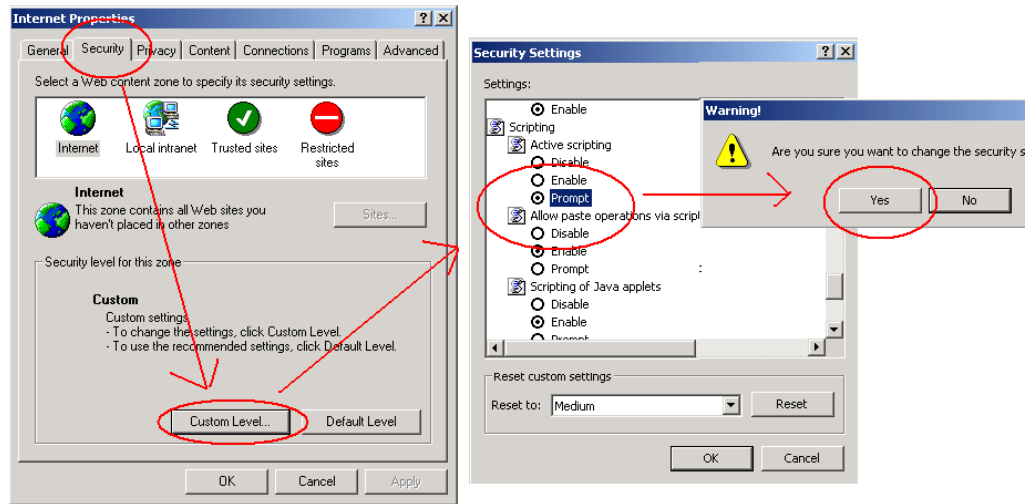 Internet Properties
General Security Privacy Content Connections Programs Advanced
Select a Web content zone to specify its security settings.
Internet Local intranet Trusted sites Restricted
sites
Internet
This zone contains all Web sites you
haven't placed in other zones
Sites...
Security level for this zone
Custom
Custom settings
- To change the settings, click Custom Level.
- To use the recommended settings, click Default Level.
Custom Level... Default Level
OK Cancel Apply
Security Settings
Settings:
Enable
Scripting
Active scripting
Disable
Enable
Prompt
Allow paste operations via script
Disable
Enable
Prompt
Scripting of Java applets
Disable
Enable
Prompt
Reset custom settings
Reset to: Medium Reset
OK Cancel
Warning!
Are you sure you want to change the security s
Yes No